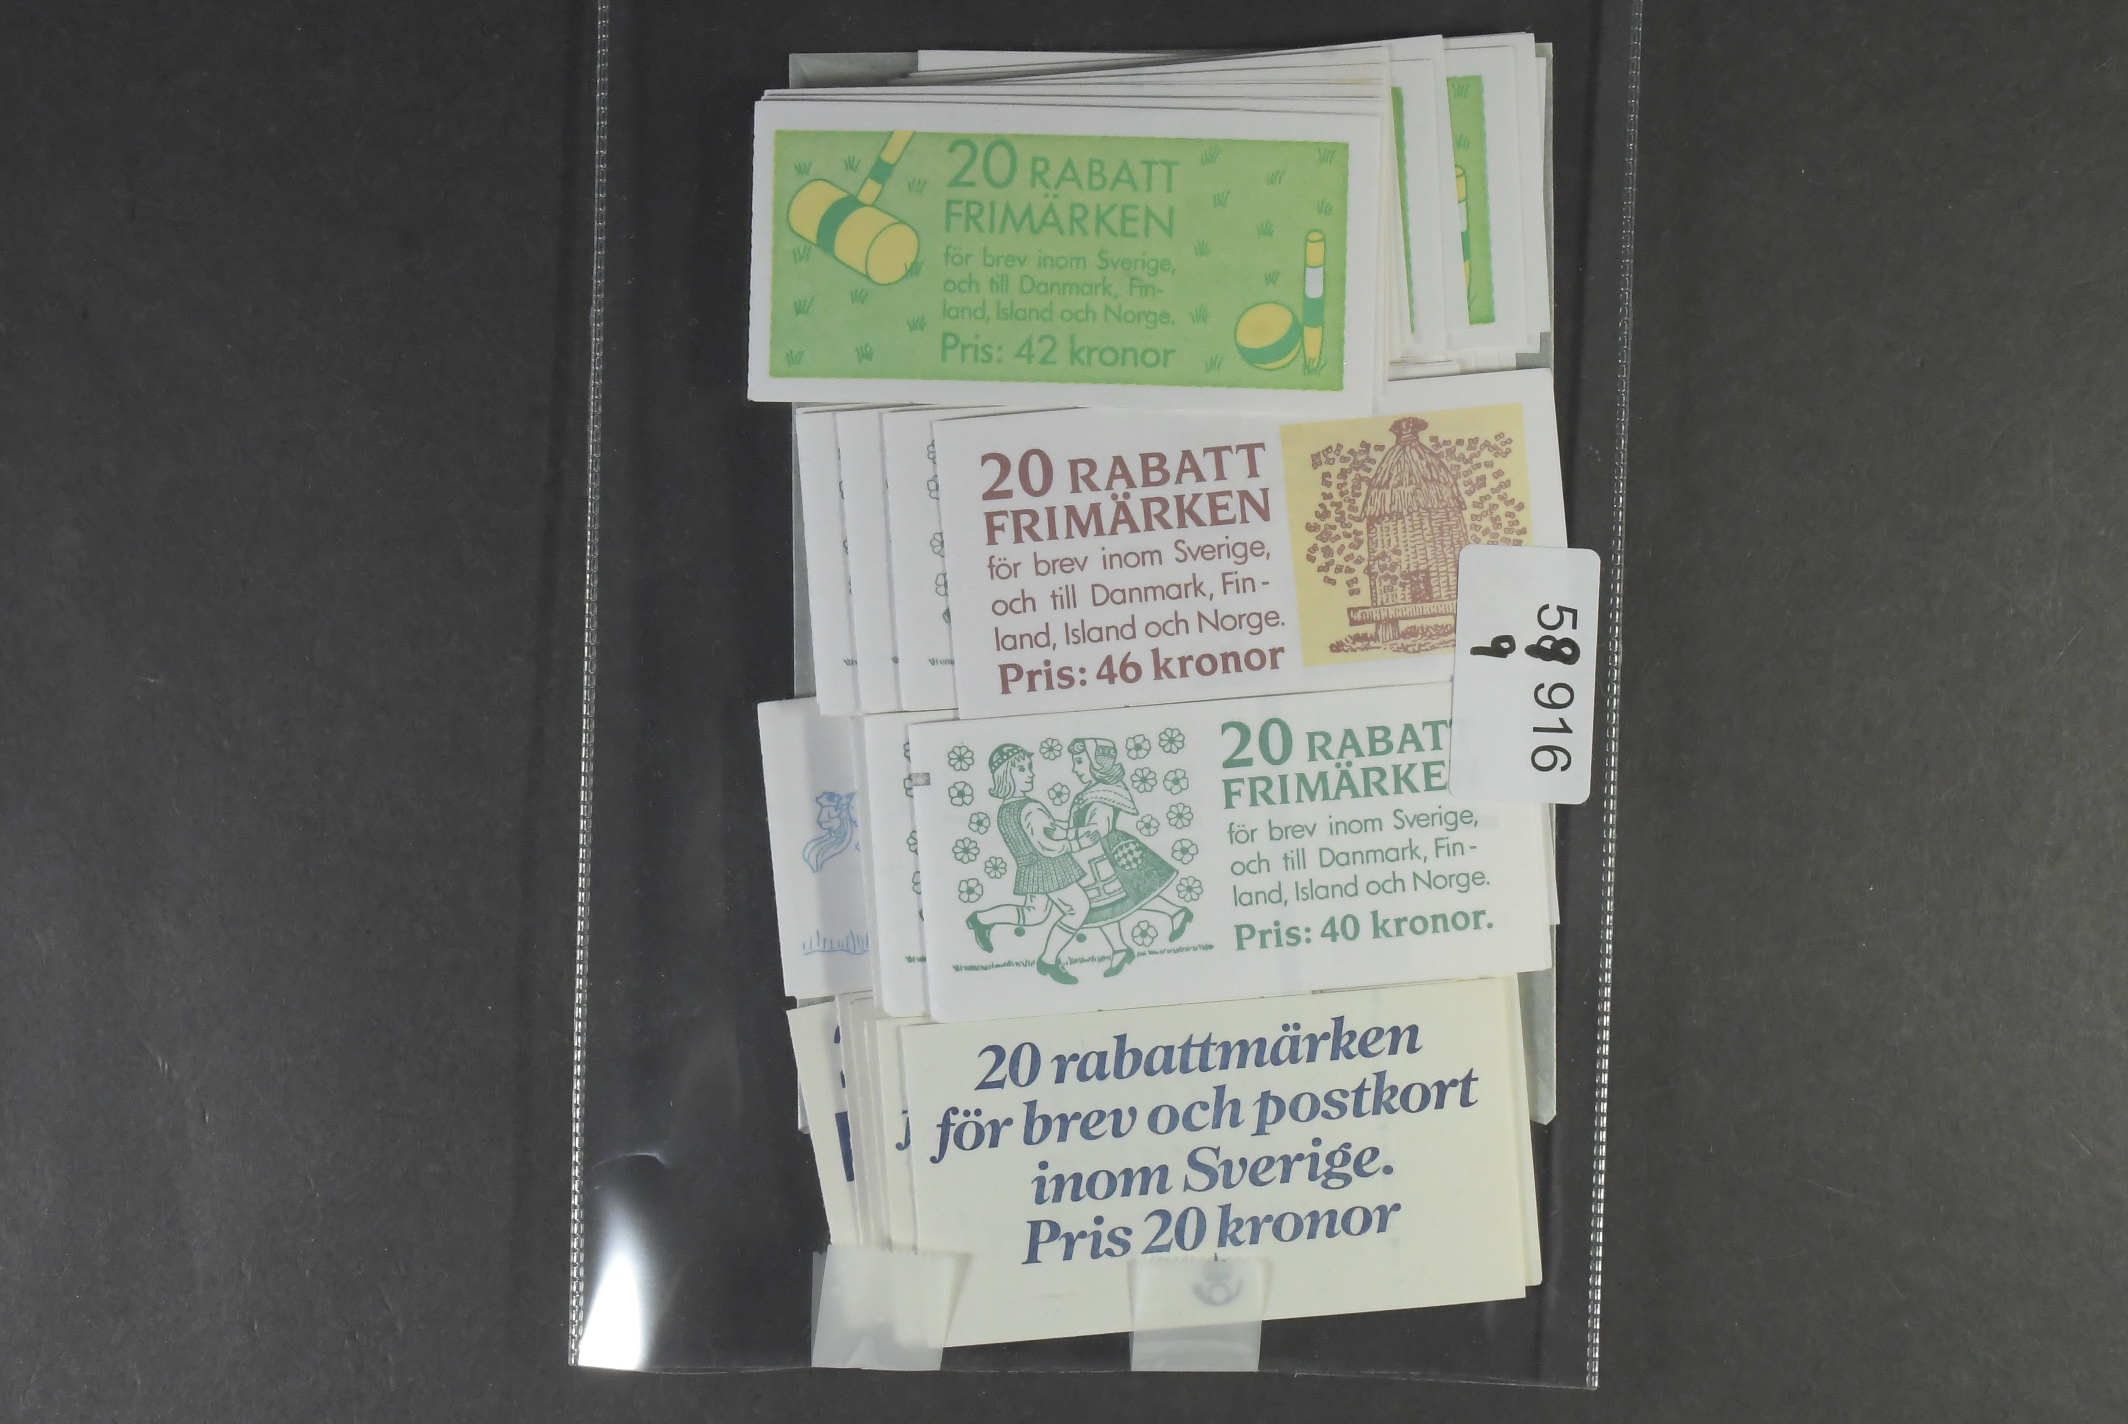 20 RABATT
FRIMÄRKEN
för brev inom Sverige,
och till Danmark, Fin-
land, Island och Norge.
Pris: 42 kronor
20 RABATT
FRIMÄRKEN
för brev inom Sverige,
och till Danmark, Fin-
land, Island och Norge.
Pris: 46 kronor
916
9
20 RABAT
FRIMÄRKE
för brev inom Sverige,
och till Danmark, Fin-
land, Island och Norge.
Pris: 40 kronor.
20 rabattmärken
för brev och postkort
inom Sverige.
Pris 20 kronor